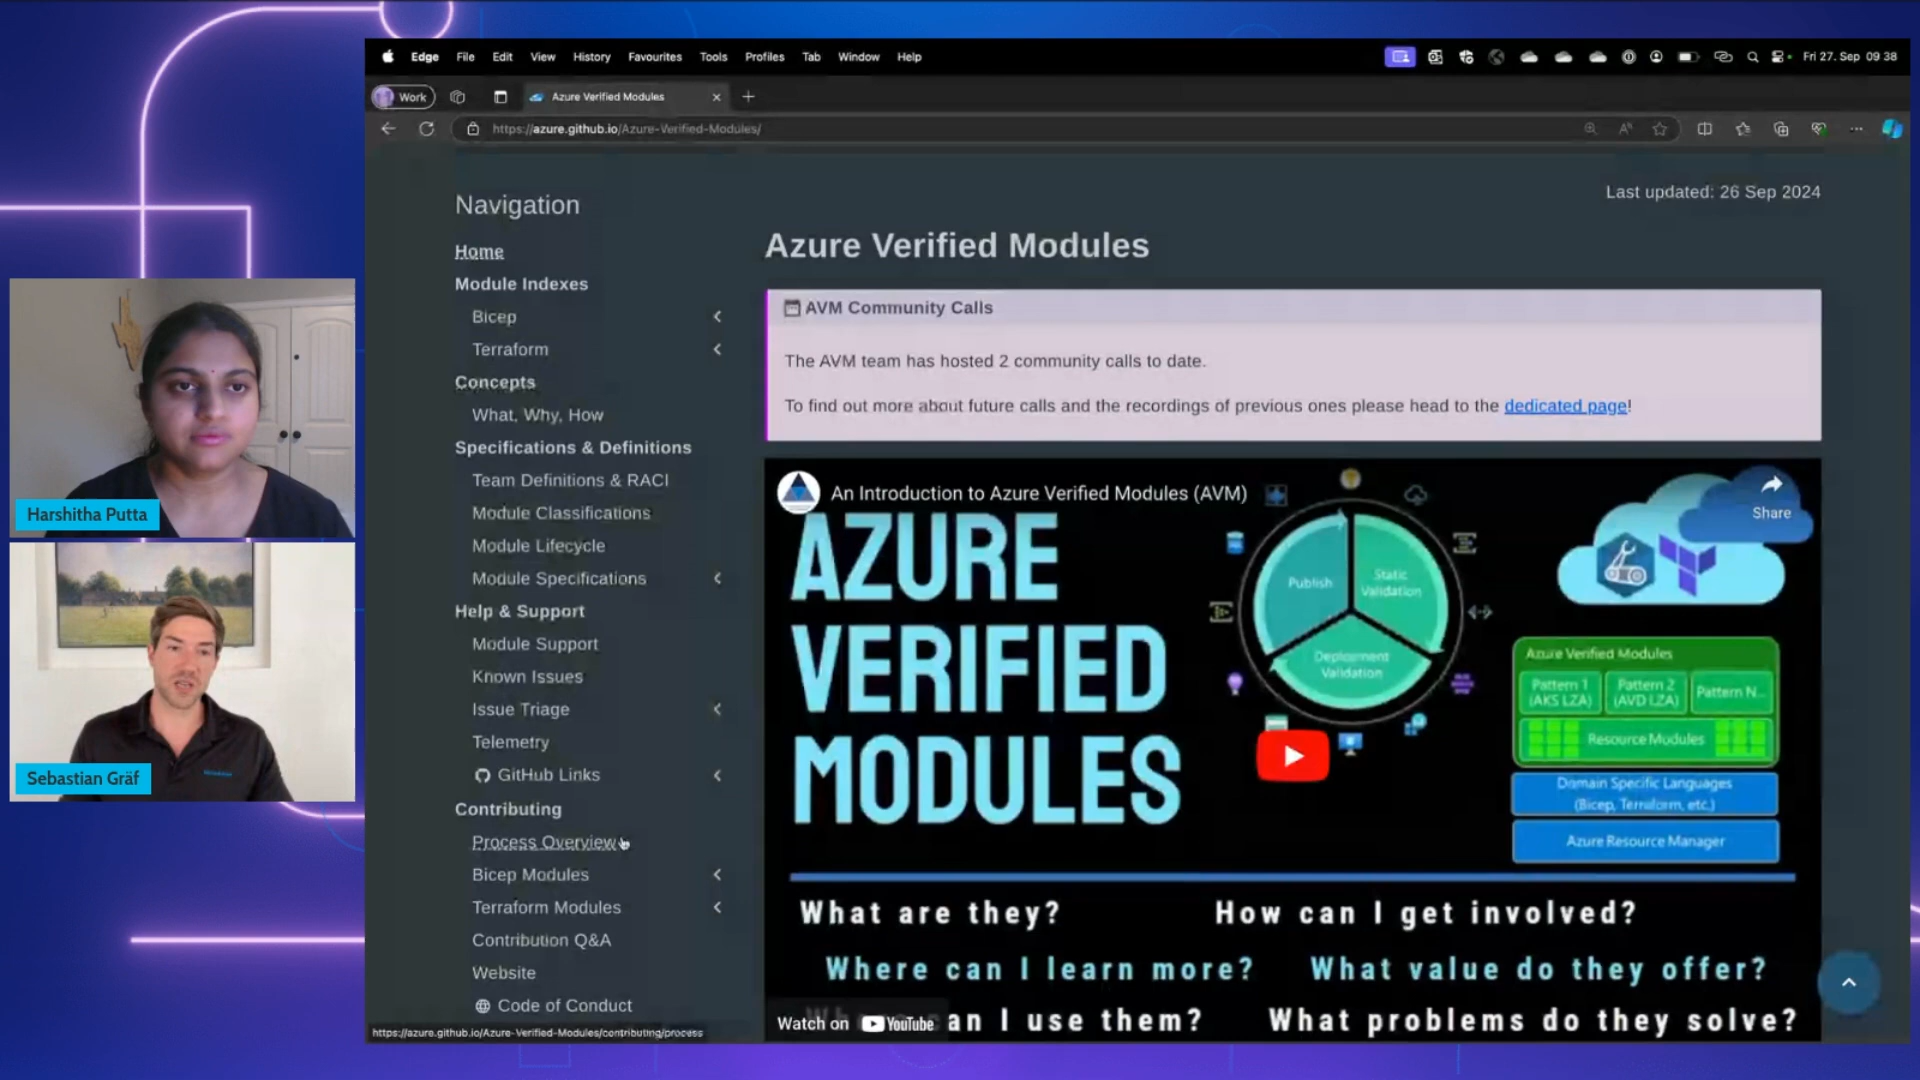 Edge File Edit View History Favourites Tools Profiles Tab Window Help
Fri 27. Sep 09 38
Work
Azure Verified Modules
https://azure.github.io/Azure-Verified-Modules/
Navigation
Home
Module Indexes
Bicep
Terraform
Concepts
What, Why, How
Specifications & Definitions
Team Definitions & RACI
Module Classifications
Module Lifecycle
Module Specifications
Help & Support
Module Support
Known Issues
Issue Triage
Telemetry
GitHub Links
Contributing
Process Overview
Bicep Modules
Terraform Modules
Contribution Q&A
Website
Code of Conduct
https://azure.github.io/Azure-Verified-Modules/contributing/process
Last updated: 26 Sep 2024
Azure Verified Modules
AVM Community Calls
The AVM team has hosted 2 community calls to date.
To find out more about future calls and the recordings of previous ones please head to the dedicated page!
An Introduction to Azure Verified Modules (AVM)
Share
AZURE
VERIFIED
MODULES
Publish
Static
Validation
Deployment
Validation
Azure Verified Modules
Pattern 1
(AKS LZA)
Pattern 2
(AVD LZA)
Pattern N...
Resource Modules
Domain Specific Languages
(Bicep, Terraform, etc.)
Azure Resource Manager
What are they?
How can I get involved?
Where can I learn more?
What value do they offer?
can I use them?
What problems do they solve?
Watch on YouTube
Harshitha Putta
Sebastian Gräf